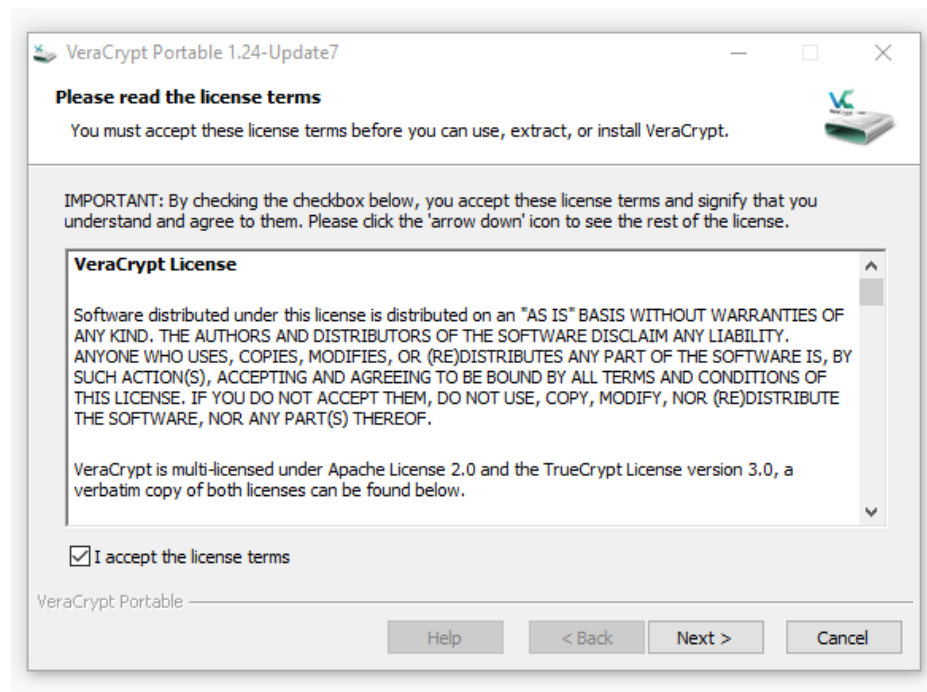 VeraCrypt Portable 1.24-Update7
Please read the license terms
You must accept these license terms before you can use, extract, or install VeraCrypt.
IMPORTANT: By checking the checkbox below, you accept these license terms and signify that you
understand and agree to them. Please click the 'arrow down' icon to see the rest of the license.
VeraCrypt License
Software distributed under this license is distributed on an "AS IS" BASIS WITHOUT WARRANTIES OF
ANY KIND. THE AUTHORS AND DISTRIBUTORS OF THE SOFTWARE DISCLAIM ANY LIABILITY.
ANYONE WHO USES, COPIES, MODIFIES, OR (RE)DISTRIBUTES ANY PART OF THE SOFTWARE IS, BY
SUCH ACTION(S), ACCEPTING AND AGREEING TO BE BOUND BY ALL TERMS AND CONDITIONS OF
THIS LICENSE. IF YOU DO NOT ACCEPT THEM, DO NOT USE, COPY, MODIFY, NOR (RE)DISTRIBUTE
THE SOFTWARE, NOR ANY PART(S) THEREOF.
VeraCrypt is multi-licensed under Apache License 2.0 and the TrueCrypt License version 3.0, a
verbatim copy of both licenses can be found below.
I accept the license terms
VeraCrypt Portable
Help
< Back
Next >
Cancel